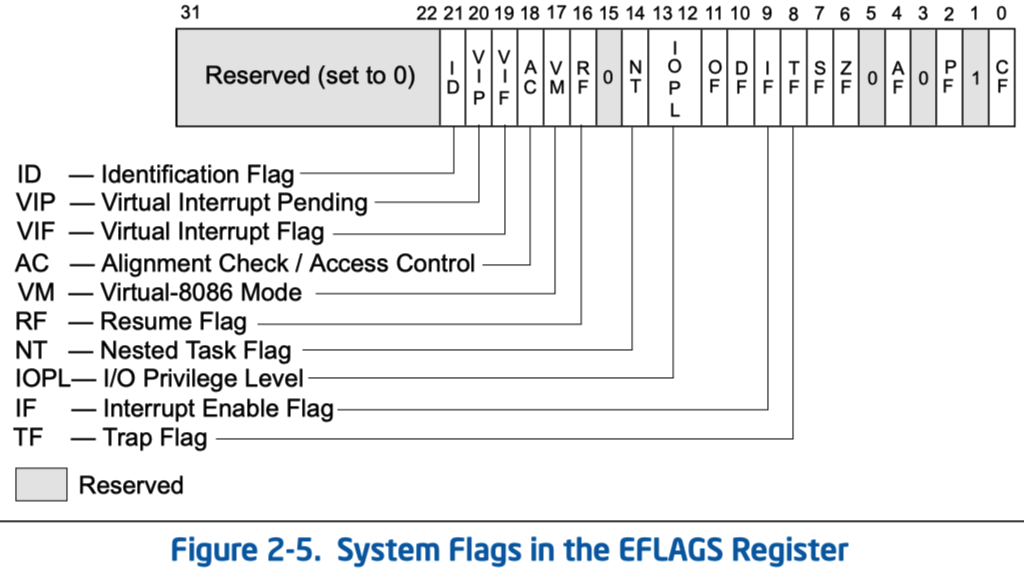 31 22 21 20 19 18 17 16 15 14 13 12 11 10 9 8 7 6 5 4 3 2 1 0
Reserved (set to 0) ID VIP VIF AC VM RF 0 NT IOPL OF DF IF TF SF ZF 0 AF 0 PF 1 CF
ID — Identification Flag
VIP — Virtual Interrupt Pending
VIF — Virtual Interrupt Flag
AC — Alignment Check / Access Control
VM — Virtual-8086 Mode
RF — Resume Flag
NT — Nested Task Flag
IOPL— I/O Privilege Level
IF — Interrupt Enable Flag
TF — Trap Flag
Reserved
Figure 2-5. System Flags in the EFLAGS Register